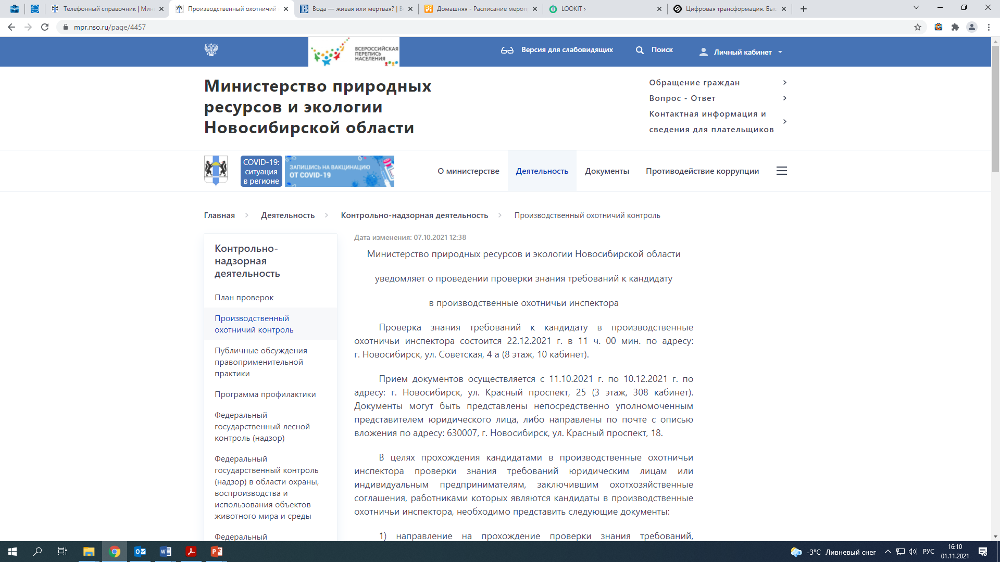 Телефонный справочник | Мин
Производственный охотничий
Вода — живая или мёртвая? | В
Домашняя - Расписание мероп
LOOKIT ›
Цифровая трансформация. Быс
mpr.nso.ru/page/4457
ВСЕРОССИЙСКАЯ
ПЕРЕПИСЬ
НАСЕЛЕНИЯ
Версия для слабовидящих
Поиск
Личный кабинет
Министерство природных
ресурсов и экологии
Новосибирской области
Обращение граждан
Вопрос - Ответ
Контактная информация и
сведения для плательщиков
COVID-19:
ситуация
в регионе
ЗАПИШИСЬ НА ВАКЦИНАЦИЮ
ОТ COVID-19
О министерстве
Деятельность
Документы
Противодействие коррупции
Главная
Деятельность
Контрольно-надзорная деятельность
Производственный охотничий контроль
Контрольно-
надзорная
деятельность
План проверок
Производственный
охотничий контроль
Публичные обсуждения
правоприменительной
практики
Программа профилактики
Федеральный
государственный лесной
контроль (надзор)
Федеральный
государственный контроль
(надзор) в области охраны,
воспроизводства и
использования объектов
животного мира и среды
Федеральный
Дата изменения: 07.10.2021 12:38
Министерство природных ресурсов и экологии Новосибирской области
уведомляет о проведении проверки знания требований к кандидату
в производственные охотничьи инспектора
Проверка знания требований к кандидату в производственные
охотничьи инспектора состоится 22.12.2021 г. в 11 ч. 00 мин. по адресу:
г. Новосибирск, ул. Советская, 4 а (8 этаж, 10 кабинет).
Прием документов осуществляется с 11.10.2021 г. по 10.12.2021 г. по
адресу: г. Новосибирск, ул. Красный проспект, 25 (3 этаж, 308 кабинет).
Документы могут быть представлены непосредственно уполномоченным
представителем юридического лица, либо направлены по почте с описью
вложения по адресу: 630007, г. Новосибирск, ул. Красный проспект, 18.
В целях прохождения кандидатами в производственные охотничьи
инспектора проверки знания требований юридическим лицам или
индивидуальным предпринимателям, заключившим охотхозяйственные
соглашения, работниками которых являются кандидаты в производственные
охотничьи инспектора, необходимо представить следующие документы:
1) направление на прохождение проверки знания требований,
-3°C Ливневый снег
РУС
16:10
01.11.2021